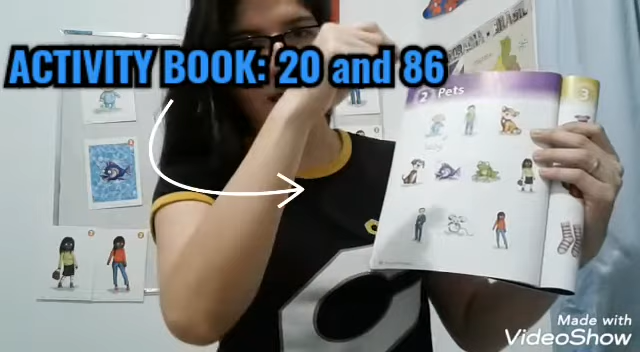 ACTIVITY BOOK: 20 and 86
2 Pets
3
Made with
VideoShow